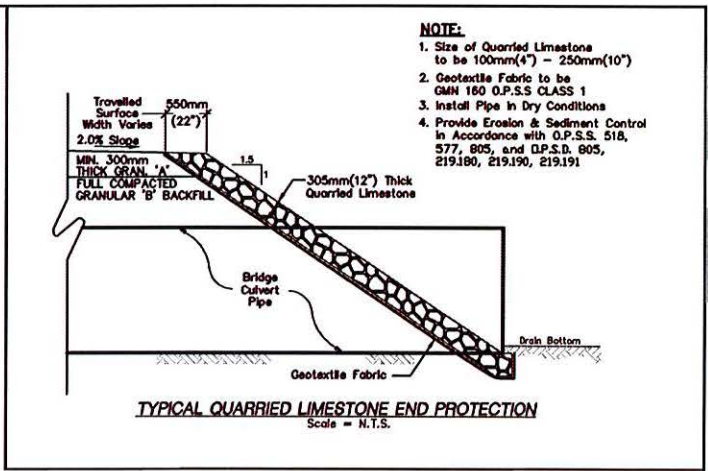 NOTE:
1. Size of Quarried Limestone
to be 100mm(4") - 250mm(10")
2. Geotextile Fabric to be
GMN 160 O.P.S.S CLASS 1
3. Install Pipe in Dry Conditions
4. Provide Erosion & Sediment Control
in Accordance with O.P.S.S. 518,
577, 805, and O.P.S.D. 805,
219.180, 219.190, 219.191
Travelled
Surface
Width Varies
550mm
(22")
2.0% Slope
1.5
1
MIN. 300mm
THICK GRAN. 'A'
FULL COMPACTED
GRANULAR 'B' BACKFILL
305mm(12") Thick
Quarried Limestone
Bridge
Culvert
Pipe
Drain Bottom
Geotextile Fabric
TYPICAL QUARRIED LIMESTONE END PROTECTION
Scale = N.T.S.